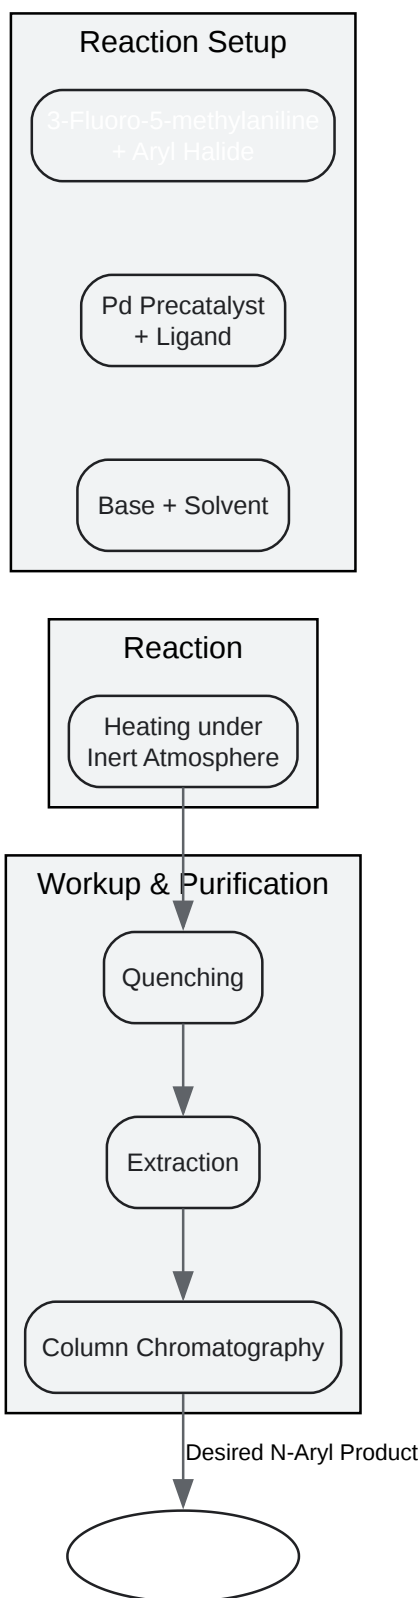 Reaction Setup
3-Fluoro-5-methylaniline
+ Aryl Halide
Pd Precatalyst
+ Ligand
Base + Solvent
Reaction
Heating under
Inert Atmosphere
Workup & Purification
Quenching
Extraction
Column Chromatography
Desired N-Aryl Product